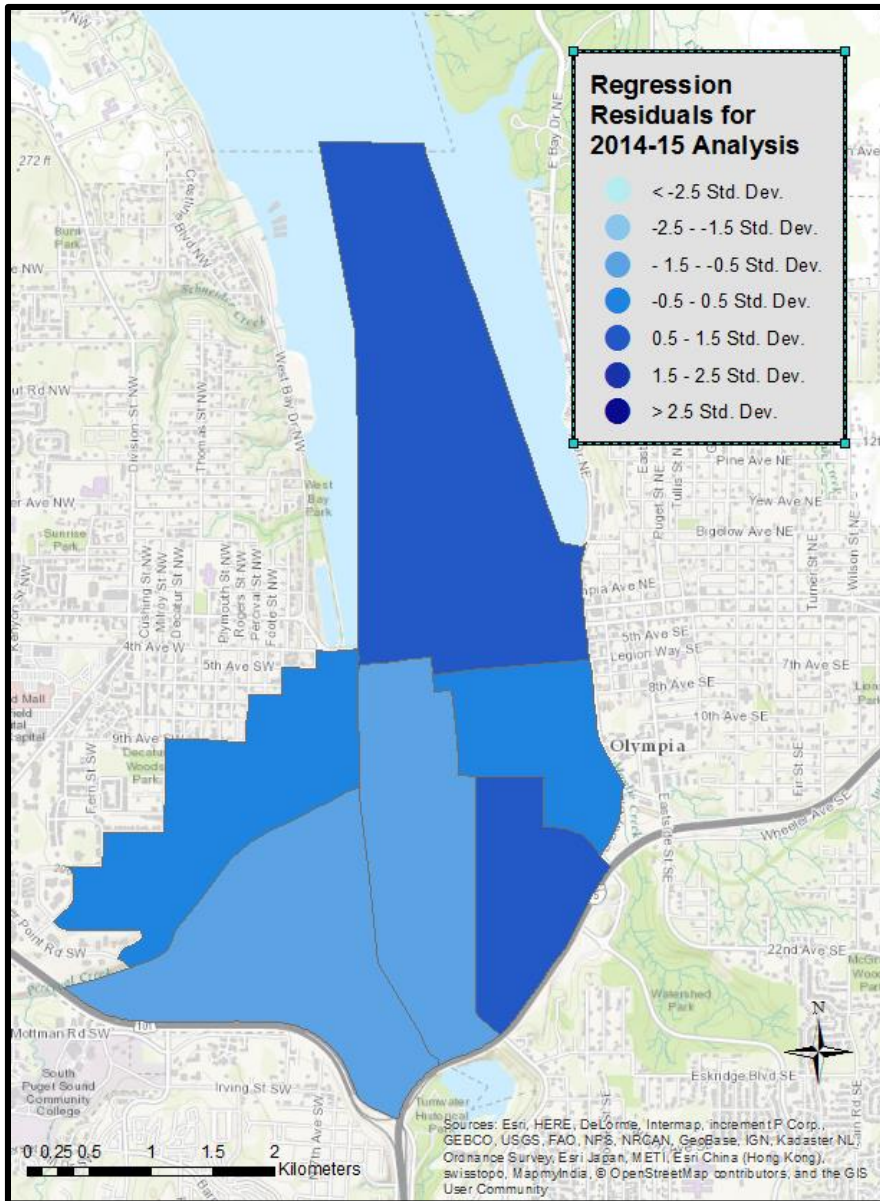 Regression
Residuals for
2014-15 Analysis
< -2.5 Std. Dev.
-2.5 - -1.5 Std. Dev.
- 1.5 - -0.5 Std. Dev.
-0.5 - 0.5 Std. Dev.
0.5 - 1.5 Std. Dev.
1.5 - 2.5 Std. Dev.
> 2.5 Std. Dev.
272 ft
Crestline Blvd NW
E Bay Dr NE
Burri
Park
Schneider Creek
West Bay Dr NW
Division St NW
Thomas St NW
West
Bay
Park
Sunrise
Park
Pine Ave NE
Puget St NE
Tullis St N
Yew Ave NE
Bigelow Ave NE
Turner St NE
Wilson St NE
Cushing St NW
Milroy St NW
Decatur St NW
Plymouth St NW
Rogers St NW
Percival St NW
Foote St NW
4th Ave W
5th Ave SW
5th Ave SE
Legion Way SE
7th Ave SE
8th Ave SE
10th Ave SE
9th Ave SW
Decatur
Woods
Park
Fern St SW
Olympia
Eastside St SE
Fir St SE
Wheeler Ave SE
22nd Ave SE
Watershed
Park
Point Rd SW
Percival Creek
Mottman Rd SW
101
South
Puget Sound
Community
College
Irving St SW
7th Ave SW
Tumwater
Historical
N
Eskridge Blvd SE
0 0.25 0.5 1 1.5 2
Kilometers
Sources: Esri, HERE, DeLorme, Intermap, increment P Corp.,
GEBCO, USGS, FAO, NPS, NRCAN, GeoBase, IGN, Kadaster NL,
Ordnance Survey, Esri Japan, METI, Esri China (Hong Kong),
swisstopo, MapmyIndia, © OpenStreetMap contributors, and the GIS
User Community